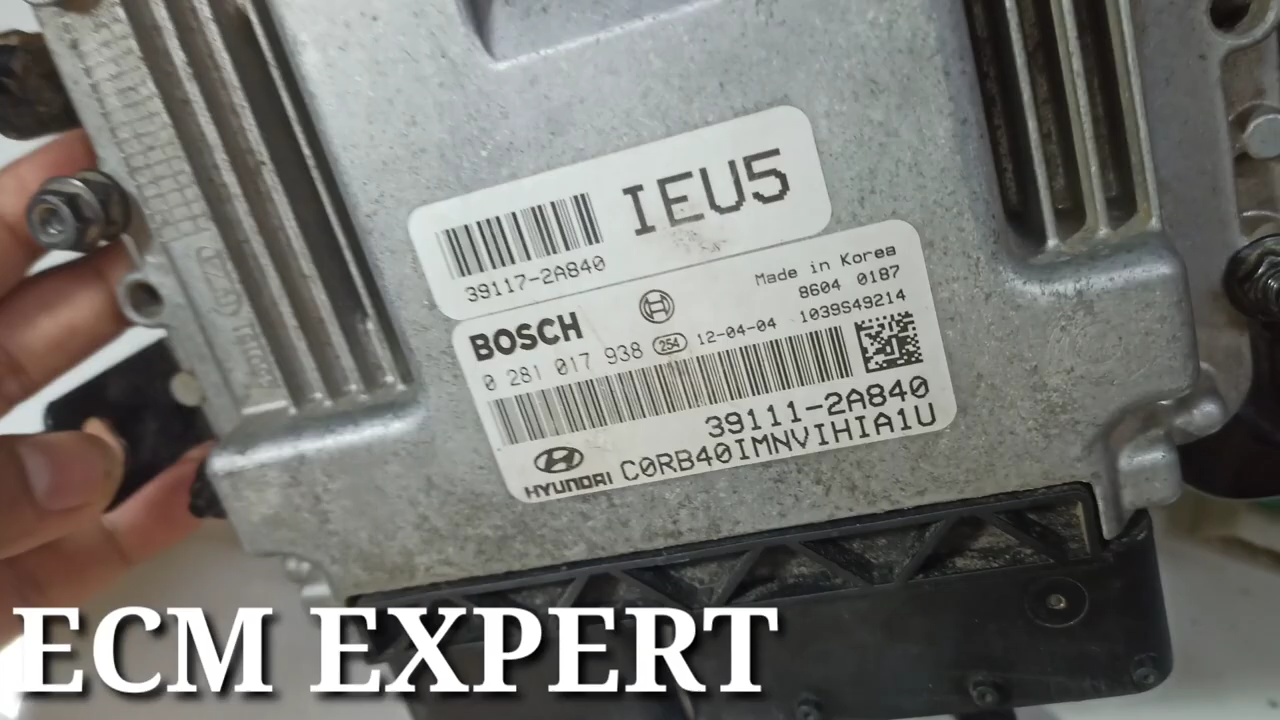 IEU5
39117-2A840
Made in Korea
8604 0187
BOSCH
0 281 017 938 254 12-04-04 1039S49214
39111-2A840
HYUNDAI C0RB40IMNVIHIA1U
ECM EXPERT